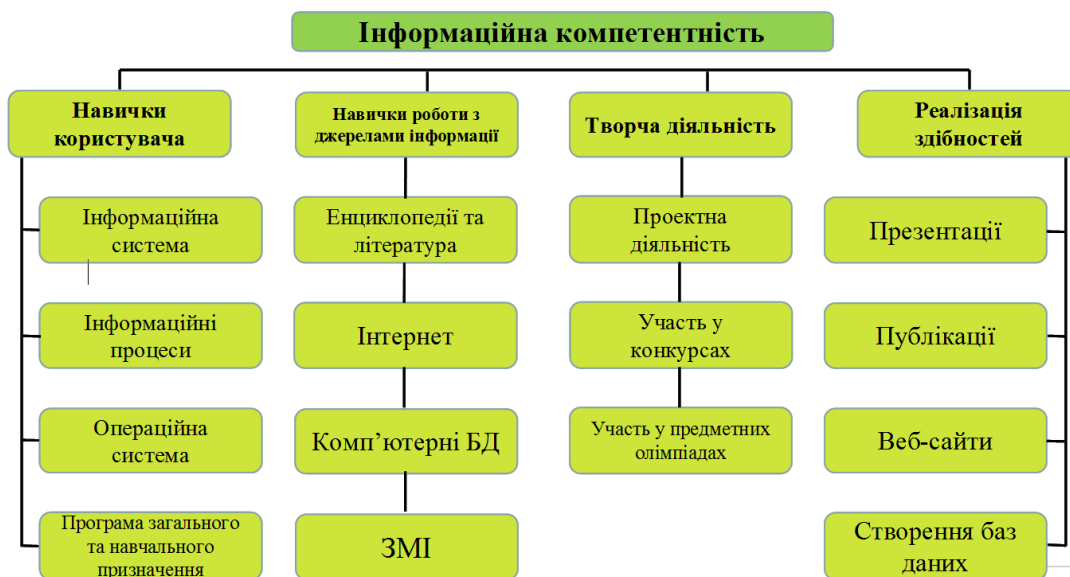 Інформаційна компетентність
Навички
користувача
Інформаційна
система
Інформаційні
процеси
Операційна
система
Програма загального
та навчального
призначення
Навички роботи з
джерелами інформації
Енциклопедії та
література
Інтернет
Комп’ютерні БД
ЗМІ
Творча діяльність
Проектна
діяльність
Участь у
конкурсах
Участь у предметних
олімпіадах
Реалізація
здібностей
Презентації
Публікації
Веб-сайти
Створення баз
даних